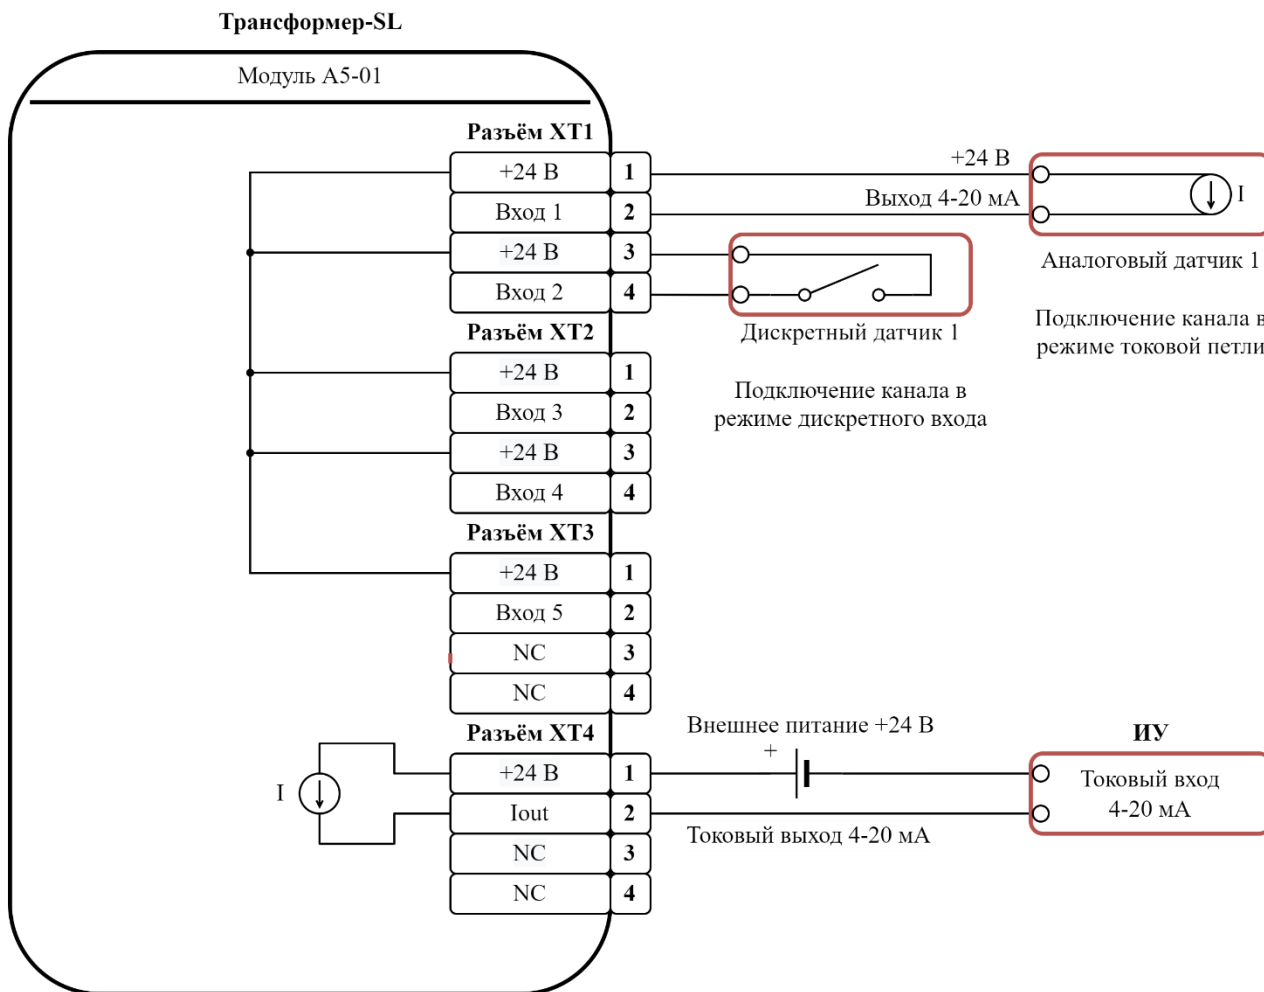 Трансформер-SL
Модуль А5-01
Разъём XT1
+24 В 1
Вход 1 2
+24 В 3
Вход 2 4
Разъём XT2
+24 В 1
Вход 3 2
+24 В 3
Вход 4 4
Разъём XT3
+24 В 1
Вход 5 2
NC 3
NC 4
Разъём XT4
+24 В 1
Iout 2
NC 3
NC 4
I
+24 В
Выход 4-20 мА
I
Аналоговый датчик 1
Подключение канала в
режиме токовой петли
Дискретный датчик 1
Подключение канала в
режиме дискретного входа
Внешнее питание +24 В
+
Токовый выход 4-20 мА
ИУ
Токовый вход
4-20 мА